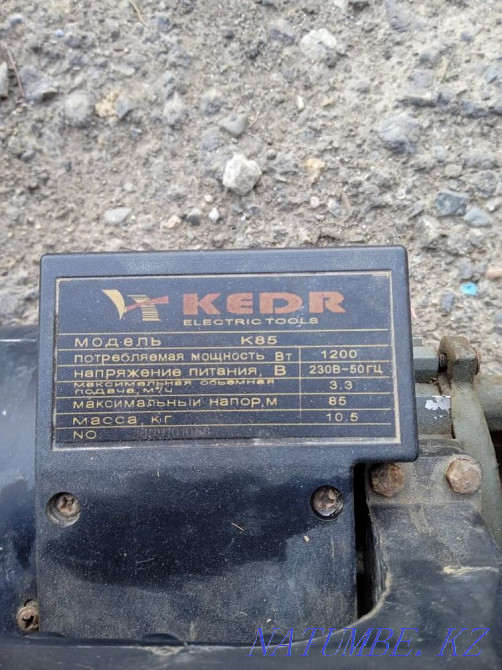 KEDR
ELECTRIC TOOLS
МОДЕЛЬ K85
потребляемая мощность Вт 1200
напряжение питания, В 230В~50ГЦ
максимальная объемная
подача, м/ч 3.3
максимальный напор,м 85
Масса, кг 10.5
NO.
NATUMBE.KZ